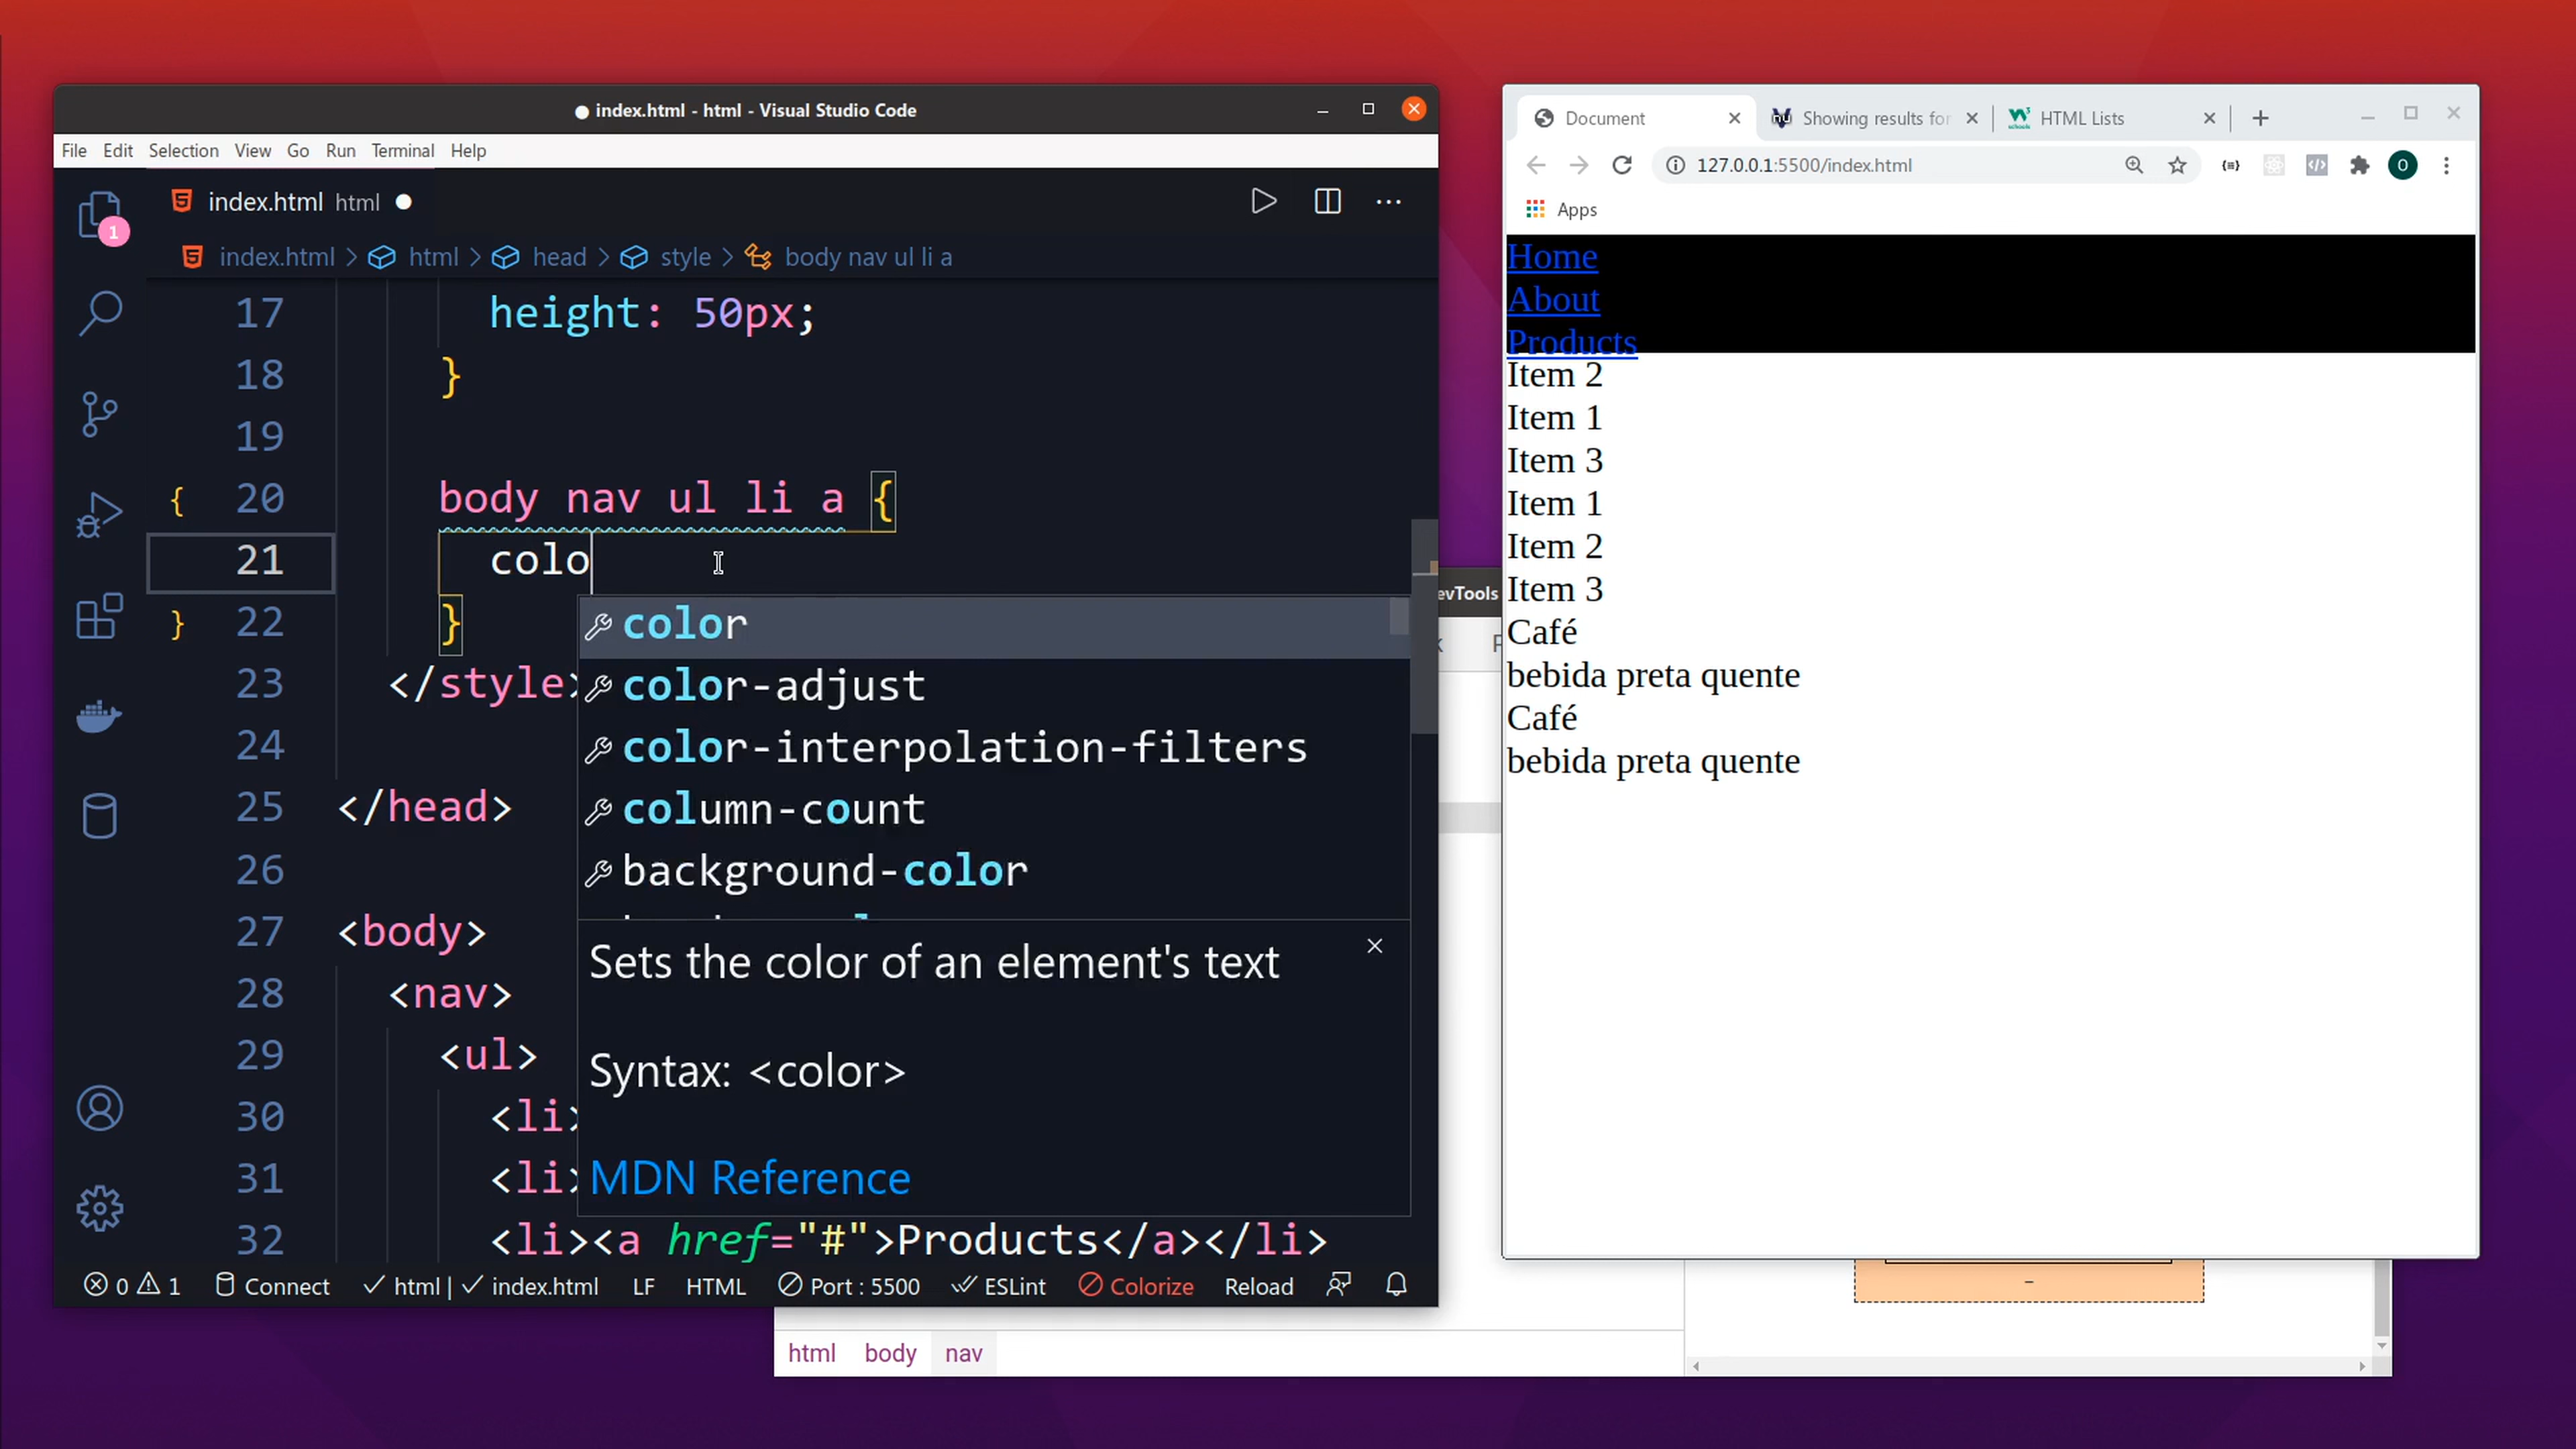 index.html - html - Visual Studio Code
File Edit Selection View Go Run Terminal Help
index.html html
index.html > html > head > style > body nav ul li a
17 height: 50px;
18 }
19
20 body nav ul li a {
21 colo
22 }
23 </style>
24
25 </head>
26
27 <body>
28 <nav>
29 <ul>
30 <li>
31 <li>
32 <li><a href="#">Products</a></li>
color
color-adjust
color-interpolation-filters
column-count
background-color
Sets the color of an element's text
Syntax: <color>
MDN Reference
0 1 Connect html | index.html LF HTML Port : 5500 ESLint Colorize Reload
1
Document
Showing results for
HTML Lists
127.0.0.1:5500/index.html
O
Apps
Home
About
Products
Item 2
Item 1
Item 3
Item 1
Item 2
Item 3
Café
bebida preta quente
Café
bebida preta quente
evTools
html body nav